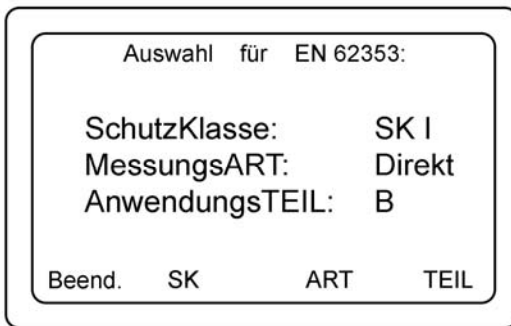 Auswahl für EN 62353:
SchutzKlasse: SK I
MessungsART: Direkt
AnwendungsTEIL: B
Beend. SK ART TEIL